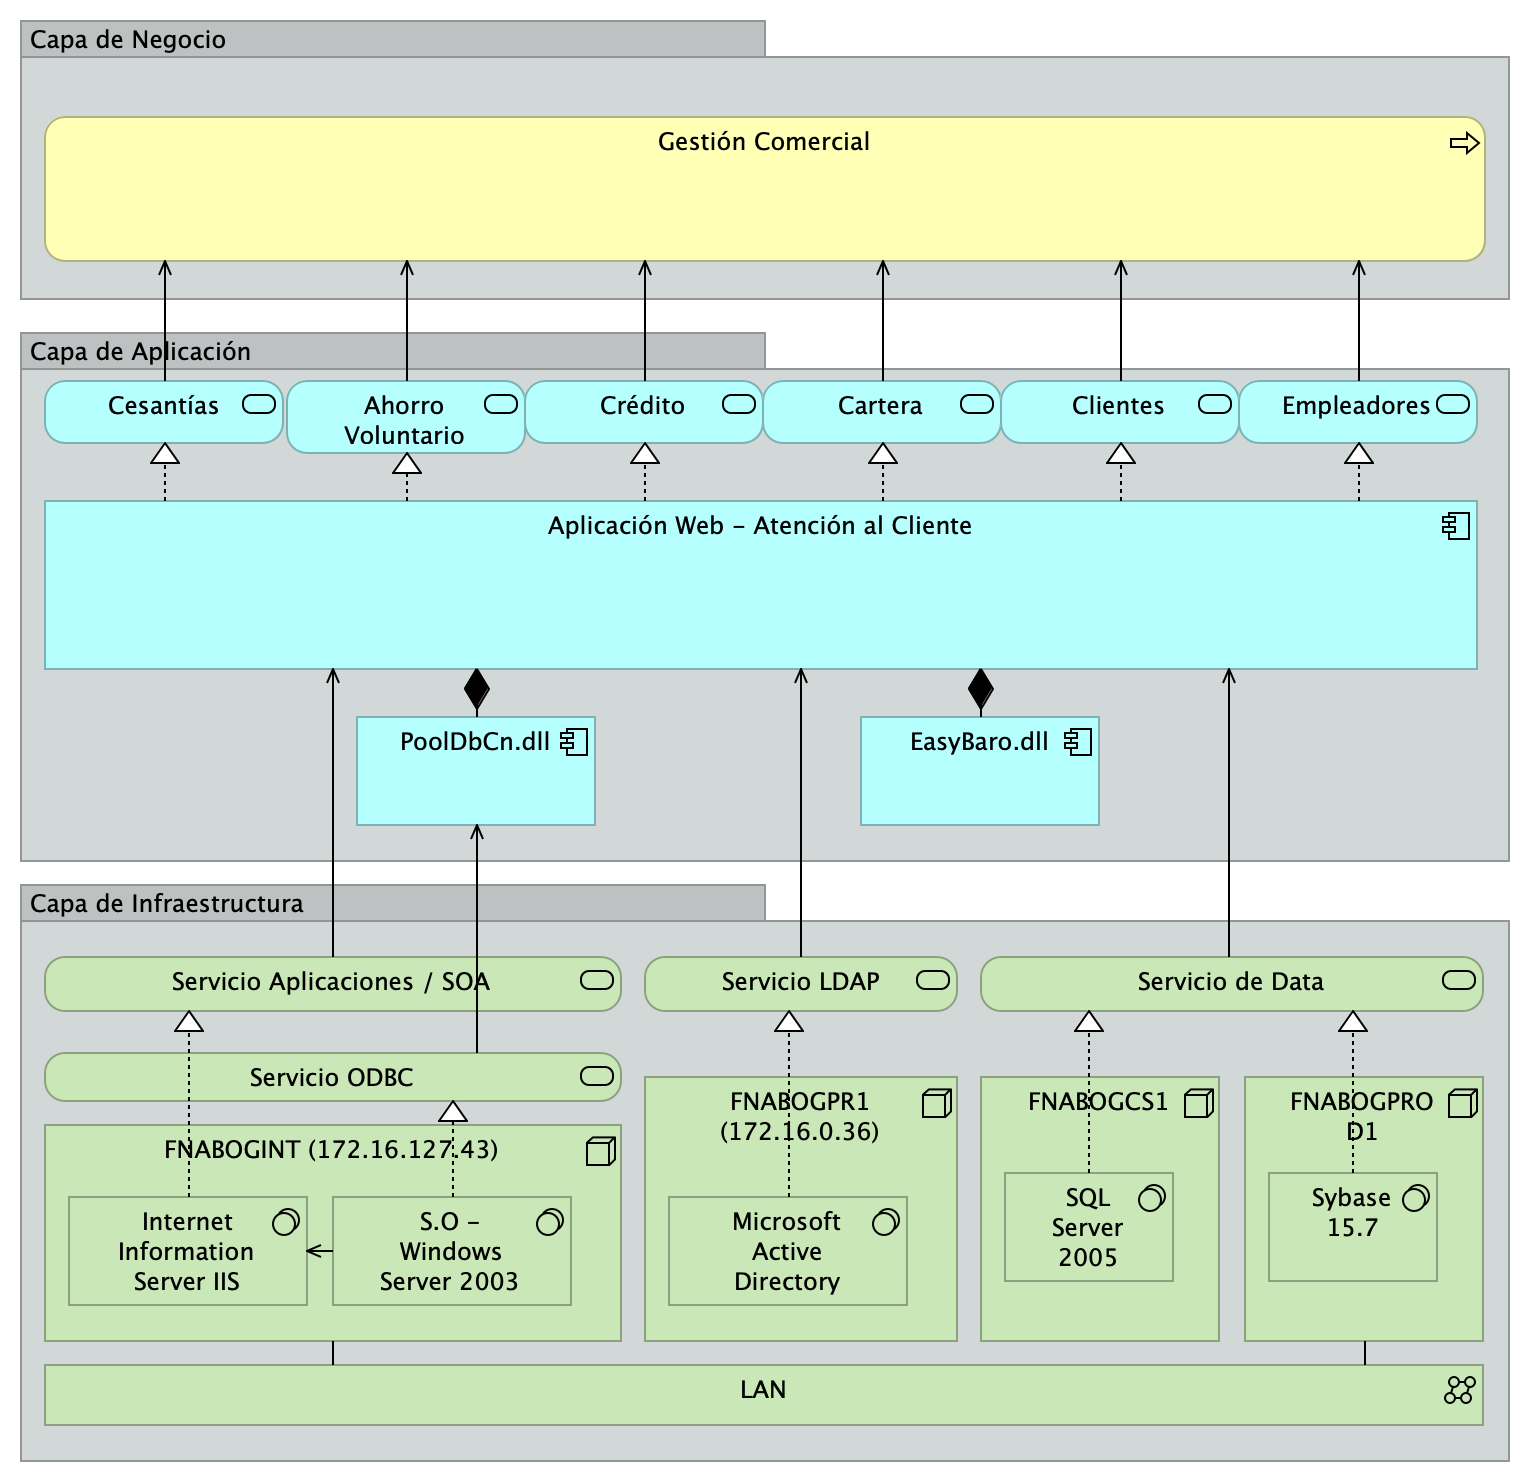 Capa de Negocio
Gestión Comercial
Capa de Aplicación
Cesantías
Ahorro
Voluntario
Crédito
Cartera
Clientes
Empleadores
Aplicación Web - Atención al Cliente
PoolDbCn.dll
EasyBaro.dll
Capa de Infraestructura
Servicio Aplicaciones / SOA
Servicio LDAP
Servicio de Data
Servicio ODBC
FNABOGINT (172.16.127.43)
Internet
Information
Server IIS
S.O -
Windows
Server 2003
FNABOGPR1
(172.16.0.36)
Microsoft
Active
Directory
FNABOGCS1
SQL
Server
2005
FNABOGPRO
D1
Sybase
15.7
LAN